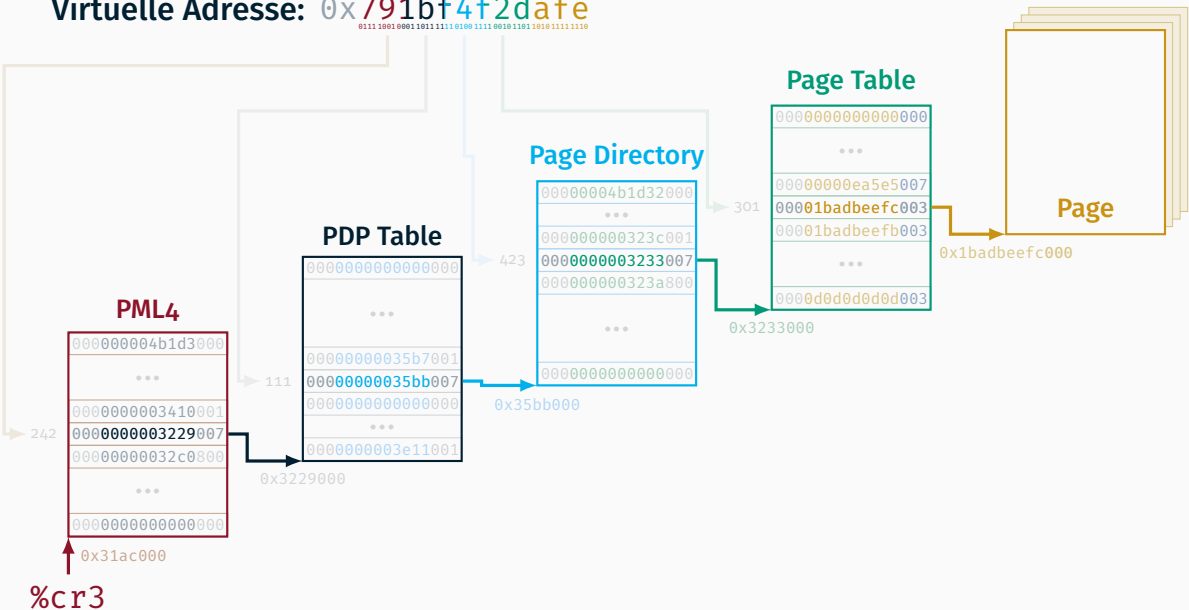 Virtuelle Adresse: 0x791bf4f2dafe
0111 1001 0001 1011 1111 0100 1111 0010 1101 1010 1111 1110
Page Table
0000000000000000
...
00000000ea5e5007
301
00001badbeefc003
00001badbeefb003
...
0000d0d0d0d0d003
0x3233000
Page
0x1badbeefc000
Page Directory
00000004b1d32000
...
000000000323c001
423
0000000003233007
000000000323a800
...
0000000000000000
0x35bb000
PDP Table
0000000000000000
...
00000000035b7001
111
00000000035bb007
0000000000000000
...
0000000003e11001
0x3229000
PML4
000000004b1d3000
...
0000000003410001
242
0000000003229007
00000000032c0800
...
0000000000000000
0x31ac000
%cr3